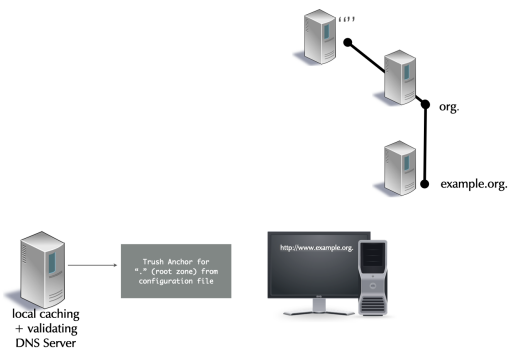 “”
org.
example.org.
http://www.example.org.
Trush Anchor for
"." (root zone) from
configuration file
local caching
+ validating
DNS Server